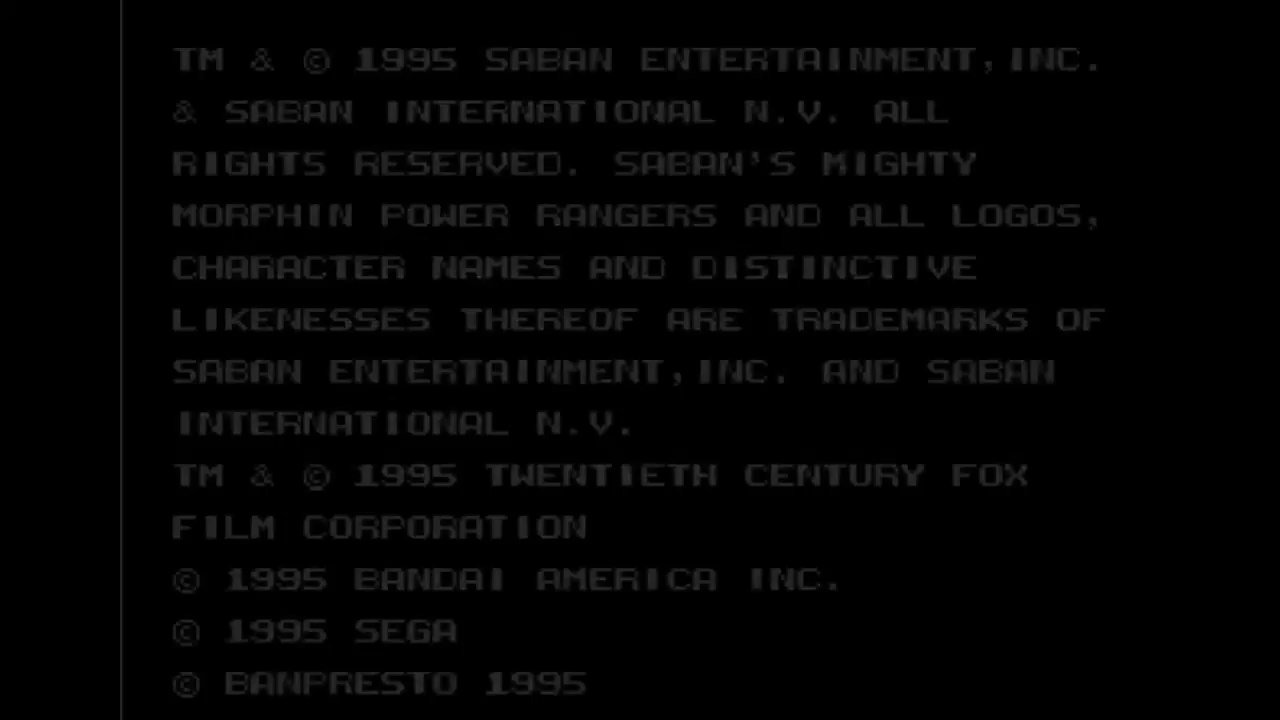 TM & © 1995 SABAN ENTERTAINMENT,INC.
& SABAN INTERNATIONAL N.V. ALL
RIGHTS RESERVED. SABAN'S MIGHTY
MORPHIN POWER RANGERS AND ALL LOGOS,
CHARACTER NAMES AND DISTINCTIVE
LIKENESSES THEREOF ARE TRADEMARKS OF
SABAN ENTERTAINMENT,INC. AND SABAN
INTERNATIONAL N.V.
TM & © 1995 TWENTIETH CENTURY FOX
FILM CORPORATION
© 1995 BANDAI AMERICA INC.
© 1995 SEGA
© BANPRESTO 1995